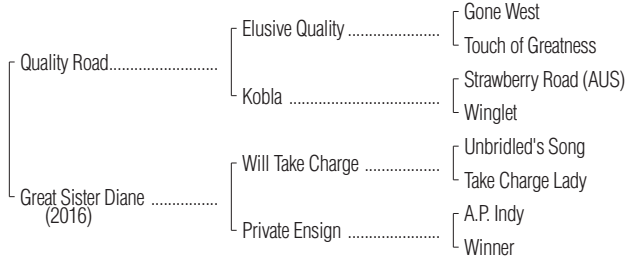 Gone West
Elusive Quality
Touch of Greatness
Quality Road
Strawberry Road (AUS)
Kobla
Winglet
Unbridled's Song
Will Take Charge
Take Charge Lady
Great Sister Diane
(2016)
A.P. Indy
Private Ensign
Winner